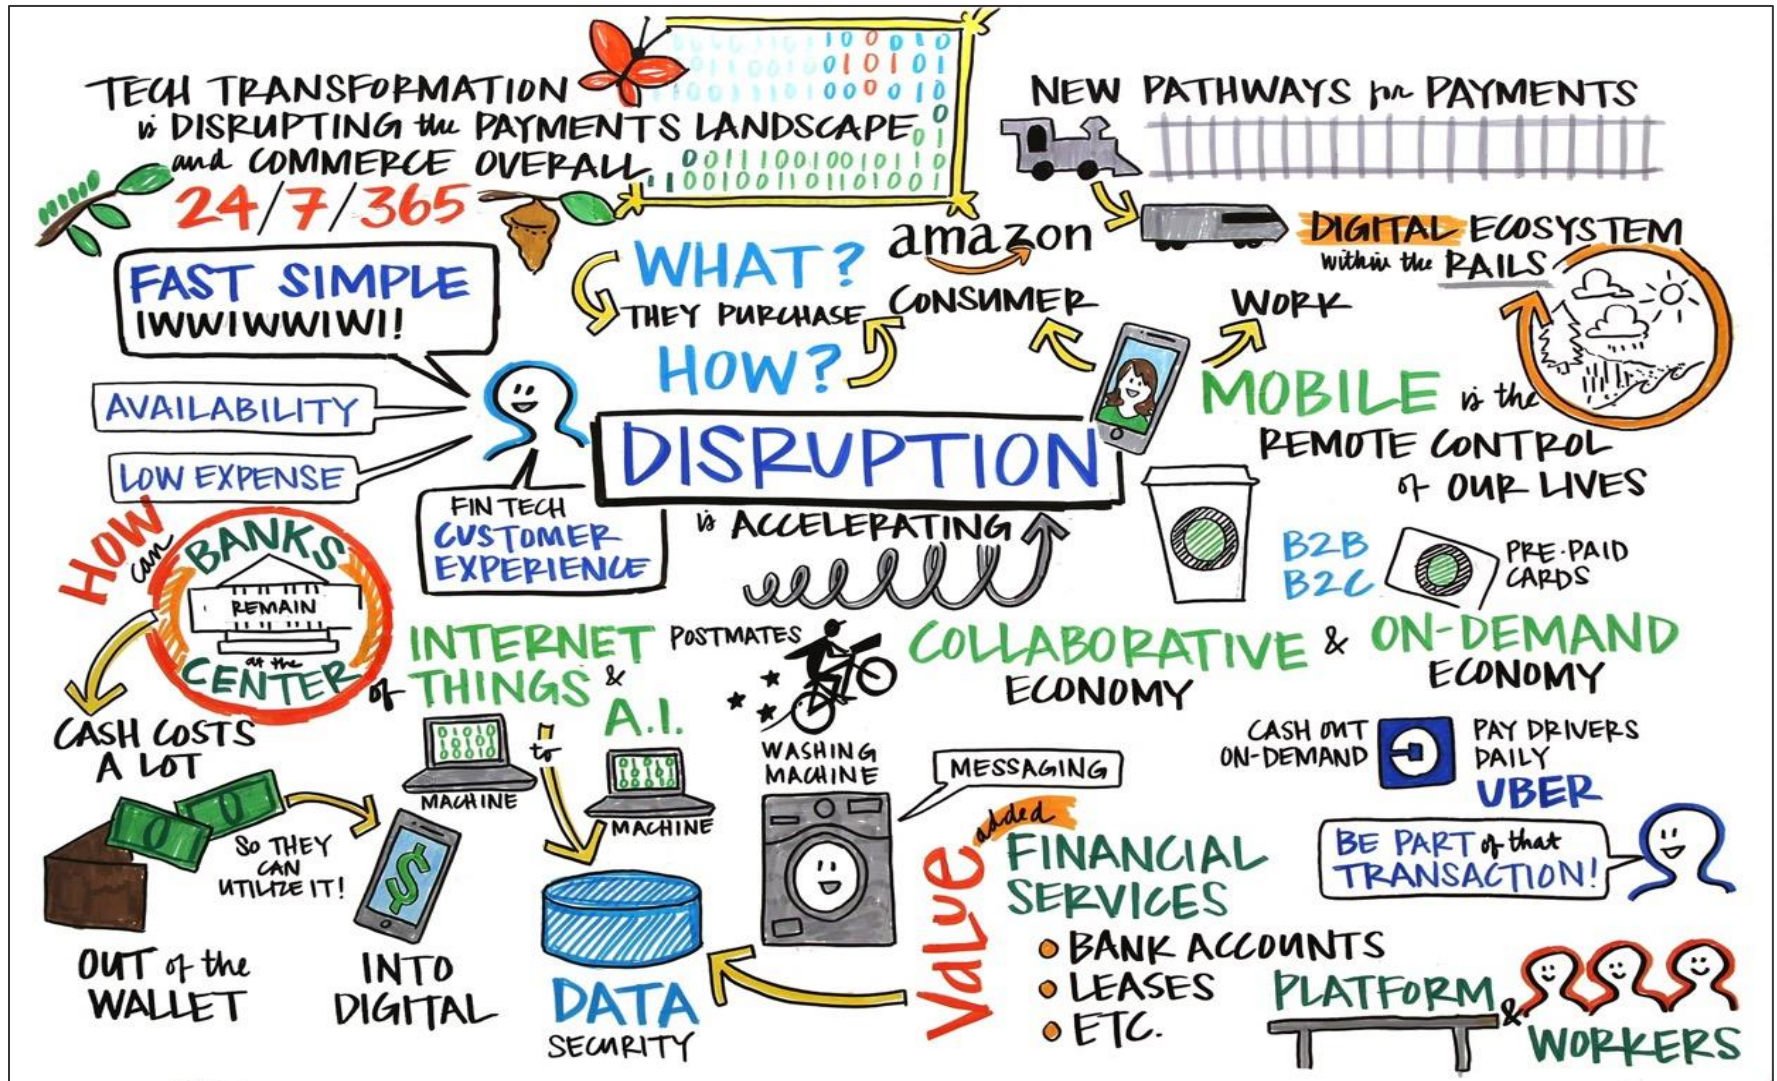 TECH TRANSFORMATION
is DISRUPTING the PAYMENTS LANDSCAPE
and COMMERCE OVERALL
24/7/365
0011100100101110
NEW PATHWAYS for PAYMENTS
DIGITAL ECOSYSTEM
within the RAILS
FAST SIMPLE
IWWIWWIWI!
AVAILABILITY
LOW EXPENSE
FIN TECH
CUSTOMER
EXPERIENCE
WHAT?
THEY PURCHASE
HOW?
amazon
CONSUMER
WORK
MOBILE is the
REMOTE CONTROL
of OUR LIVES
DISRUPTION
is ACCELERATING
B2B
B2C
PRE-PAID
CARDS
HOW
can
BANKS
REMAIN
at the
CENTER
of
INTERNET
THINGS &
A.I.
CASH COSTS
A LOT
SO THEY
CAN
UTILIZE IT!
OUT of the
WALLET
$
INTO
DIGITAL
01010
10101
00010
MACHINE
to
MACHINE
DATA
SECURITY
POSTMATES
WASHING
MACHINE
MESSAGING
COLLABORATIVE &
ECONOMY
ON-DEMAND
ECONOMY
CASH OUT
ON-DEMAND
PAY DRIVERS
DAILY
UBER
BE PART of that
TRANSACTION!
Value
added
FINANCIAL
SERVICES
BANK ACCOUNTS
LEASES
ETC.
PLATFORM
&
WORKERS